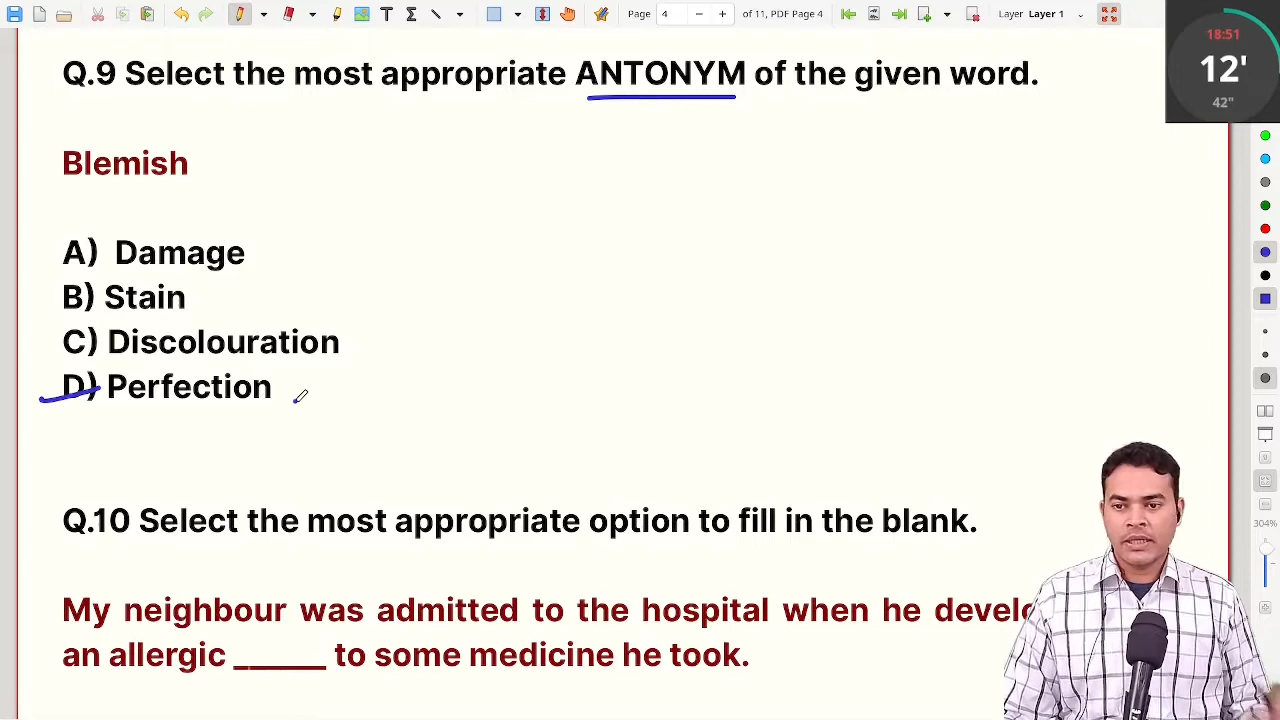 Page 4 of 11, PDF Page 4 Layer Layer 1
18:51
12'
42"
Q.9 Select the most appropriate ANTONYM of the given word.
Blemish
A) Damage
B) Stain
C) Discolouration
D) Perfection
304%
Q.10 Select the most appropriate option to fill in the blank.
My neighbour was admitted to the hospital when he develo
an allergic ______ to some medicine he took.